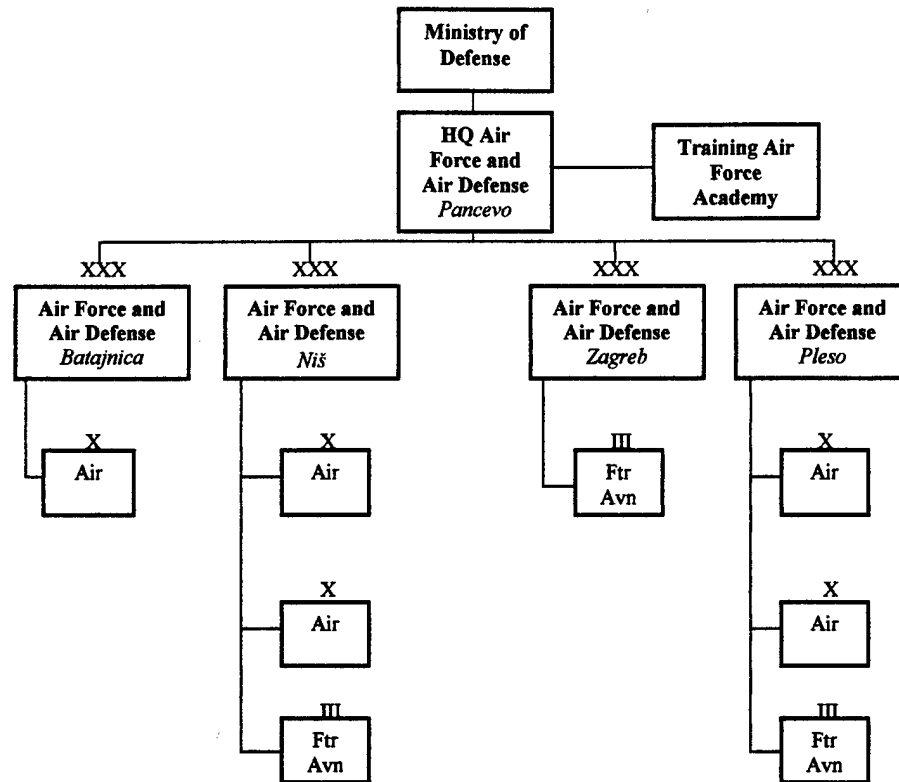 Ministry of
Defense
HQ Air
Force and
Air Defense
Pancevo
Training Air
Force
Academy
XXX
Air Force and
Air Defense
Batajnica
X
Air
XXX
Air Force and
Air Defense
Niš
X
Air
X
Air
III
Ftr
Avn
XXX
Air Force and
Air Defense
Zagreb
III
Ftr
Avn
XXX
Air Force and
Air Defense
Pleso
X
Air
X
Air
III
Ftr
Avn